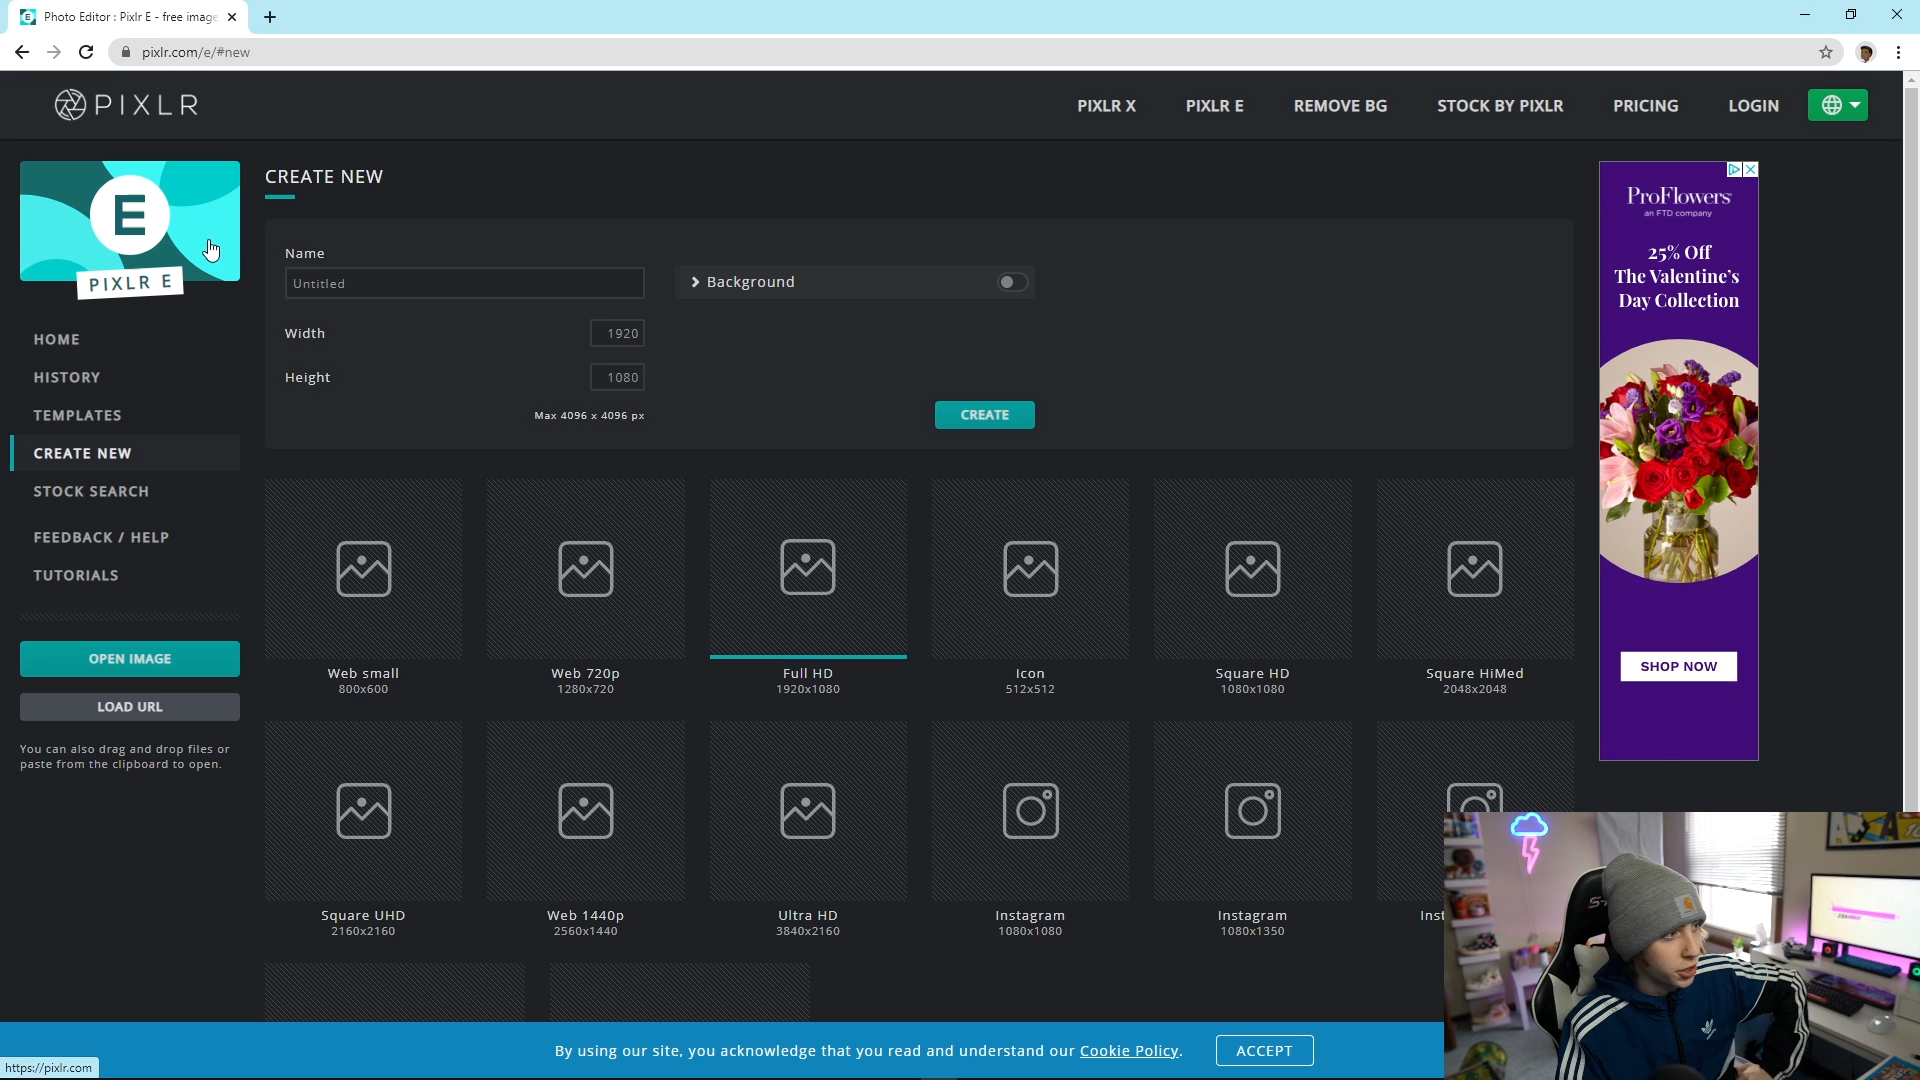 Photo Editor : Pixlr E - free image
pixlr.com/e/#new
PIXLR
PIXLR X
PIXLR E
REMOVE BG
STOCK BY PIXLR
PRICING
LOGIN
E
PIXLR E
HOME
HISTORY
TEMPLATES
CREATE NEW
STOCK SEARCH
FEEDBACK / HELP
TUTORIALS
OPEN IMAGE
LOAD URL
You can also drag and drop files or
paste from the clipboard to open.
CREATE NEW
Name
Untitled
Background
Width
1920
Height
1080
Max 4096 x 4096 px
CREATE
Web small
800x600
Web 720p
1280x720
Full HD
1920x1080
Icon
512x512
Square HD
1080x1080
Square HiMed
2048x2048
Square UHD
2160x2160
Web 1440p
2560x1440
Ultra HD
3840x2160
Instagram
1080x1080
Instagram
1080x1350
Inst
ProFlowers
an FTD company
25% Off
The Valentine's
Day Collection
SHOP NOW
By using our site, you acknowledge that you read and understand our Cookie Policy.
ACCEPT
https://pixlr.com